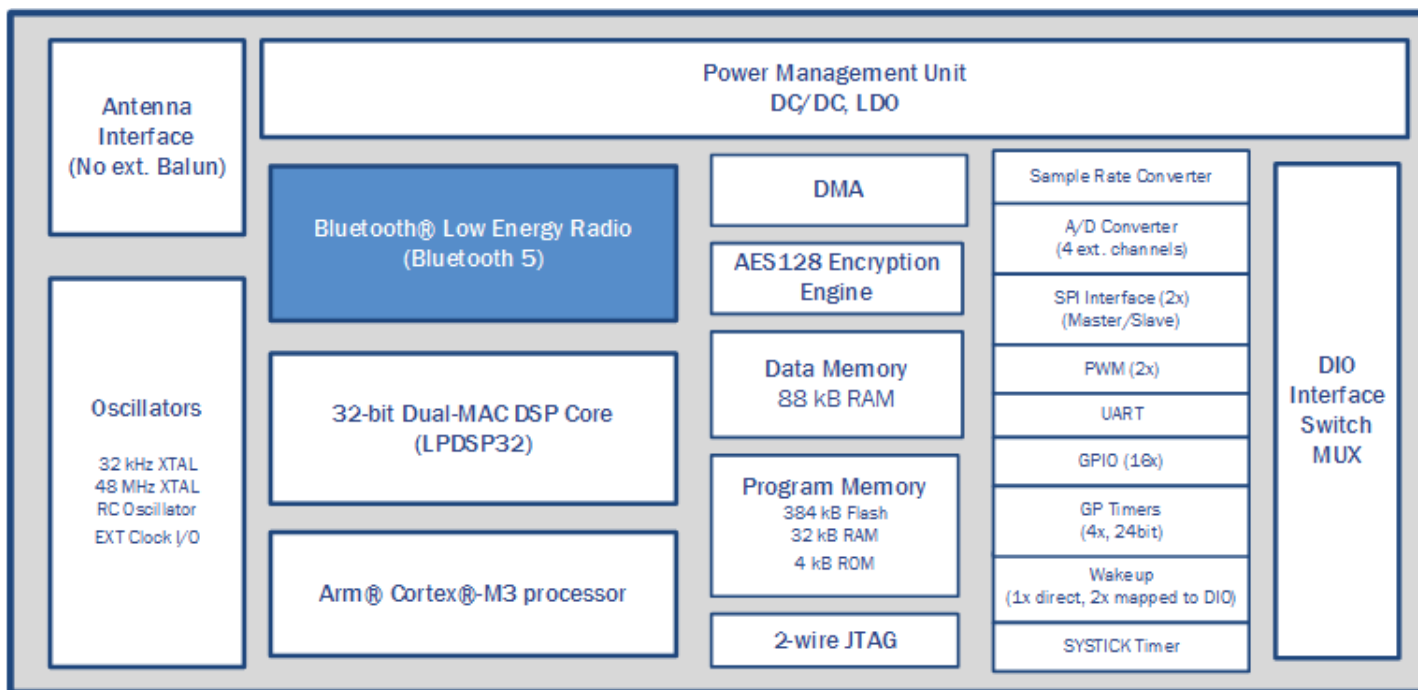 Antenna
Interface
(No ext. Balun)
Power Management Unit
DC/DC, LDO
Bluetooth® Low Energy Radio
(Bluetooth 5)
DMA
Sample Rate Converter
A/D Converter
(4 ext. channels)
AES128 Encryption
Engine
SPI Interface (2x)
(Master/Slave)
Oscillators
32 kHz XTAL
48 MHz XTAL
RC Oscillator
EXT Clock I/O
32-bit Dual-MAC DSP Core
(LPDSP32)
Data Memory
88 kB RAM
PWM (2x)
UART
DIO
Interface
Switch
MUX
Program Memory
384 kB Flash
32 kB RAM
4 kB ROM
GPIO (16x)
GP Timers
(4x, 24bit)
Arm® Cortex®-M3 processor
Wakeup
(1x direct, 2x mapped to DIO)
2-wire JTAG
SYSTICK Timer